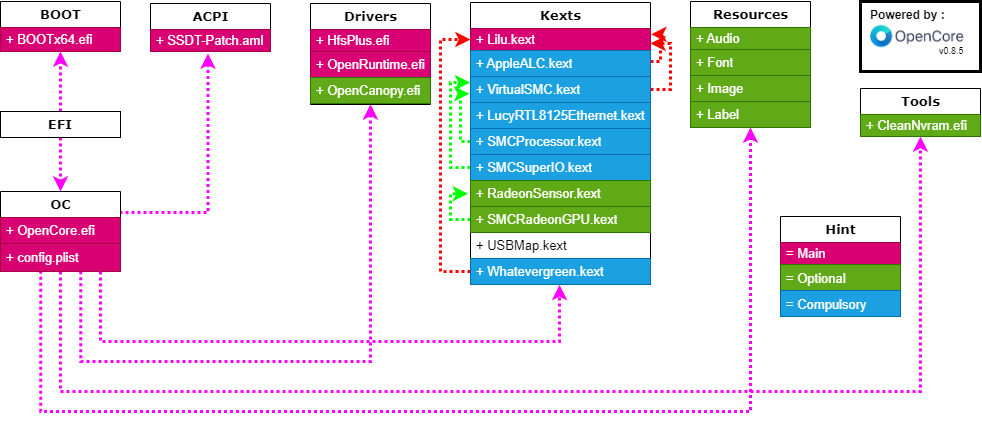 BOOT
+ BOOTx64.efi
ACPI
+ SSDT-Patch.aml
Drivers
+ HfsPlus.efi
+ OpenRuntime.efi
+ OpenCanopy.efi
Kexts
+ Lilu.kext
+ AppleALC.kext
+ VirtualSMC.kext
+ LucyRTL8125Ethernet.kext
+ SMCProcessor.kext
+ SMCSuperIO.kext
+ RadeonSensor.kext
+ SMCRadeonGPU.kext
+ USBMap.kext
+ Whatevergreen.kext
Resources
+ Audio
+ Font
+ Image
+ Label
Powered by :
OpenCore
v0.8.5
Tools
+ CleanNvram.efi
EFI
OC
+ OpenCore.efi
+ config.plist
Hint
= Main
= Optional
= Compulsory